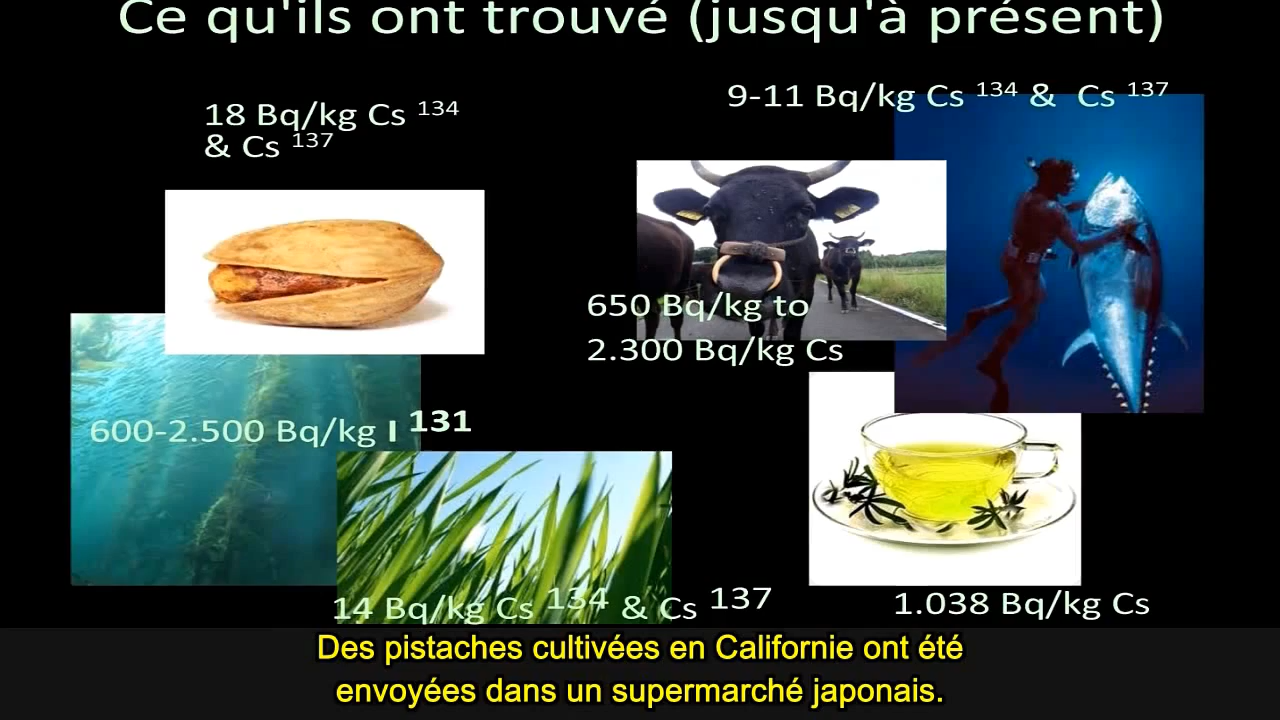 Ce qu'ils ont trouvé (jusqu'à présent)
18 Bq/kg Cs 134
& Cs 137
9-11 Bq/kg Cs 134 & Cs 137
650 Bq/kg to
2.300 Bq/kg Cs
600-2.500 Bq/kg I 131
14 Bq/kg Cs 134 & Cs 137
1.038 Bq/kg Cs
Des pistaches cultivées en Californie ont été
envoyées dans un supermarché japonais.